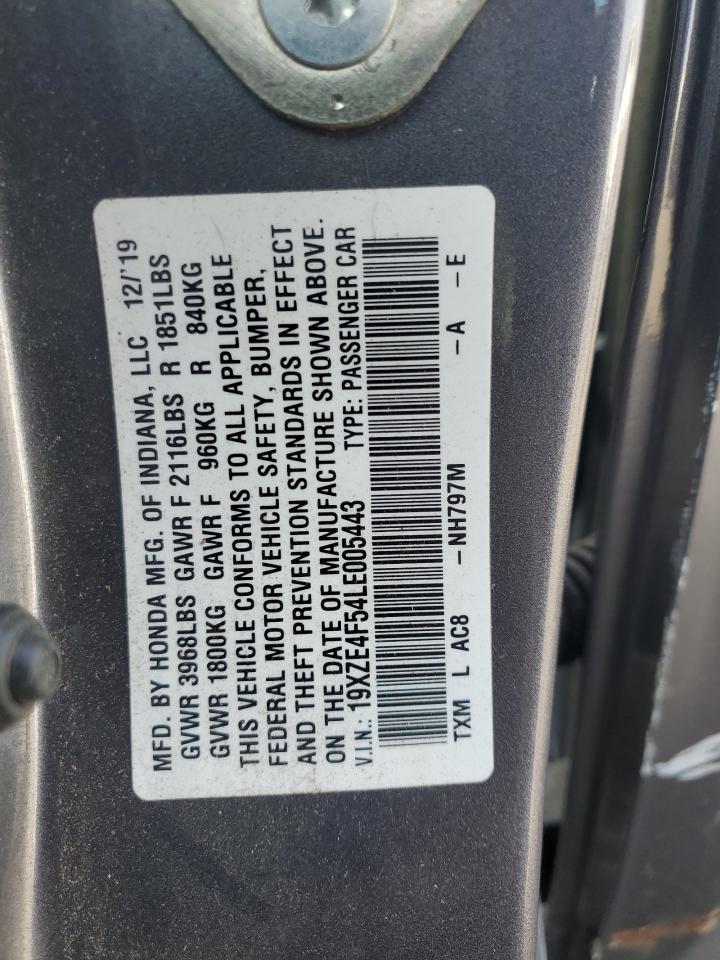 MFD. BY HONDA MFG. OF INDIANA, LLC 12/'19
GVWR 3968LBS GAWR F 2116LBS R 1851LBS
GVWR 1800KG GAWR F 960KG R 840KG
THIS VEHICLE CONFORMS TO ALL APPLICABLE
FEDERAL MOTOR VEHICLE SAFETY, BUMPER,
AND THEFT PREVENTION STANDARDS IN EFFECT
ON THE DATE OF MANUFACTURE SHOWN ABOVE.
V.I.N.: 19XZE4F54LE005443 TYPE: PASSENGER CAR
TXM L AC8 -NH797M -A -E